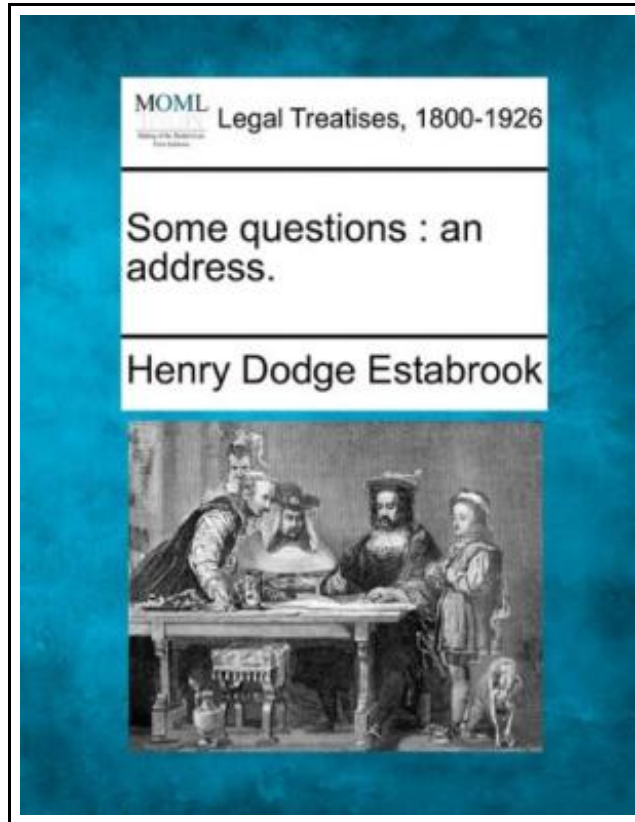 MOML
Legal Treatises, 1800-1926
Some questions : an
address.
Henry Dodge Estabrook